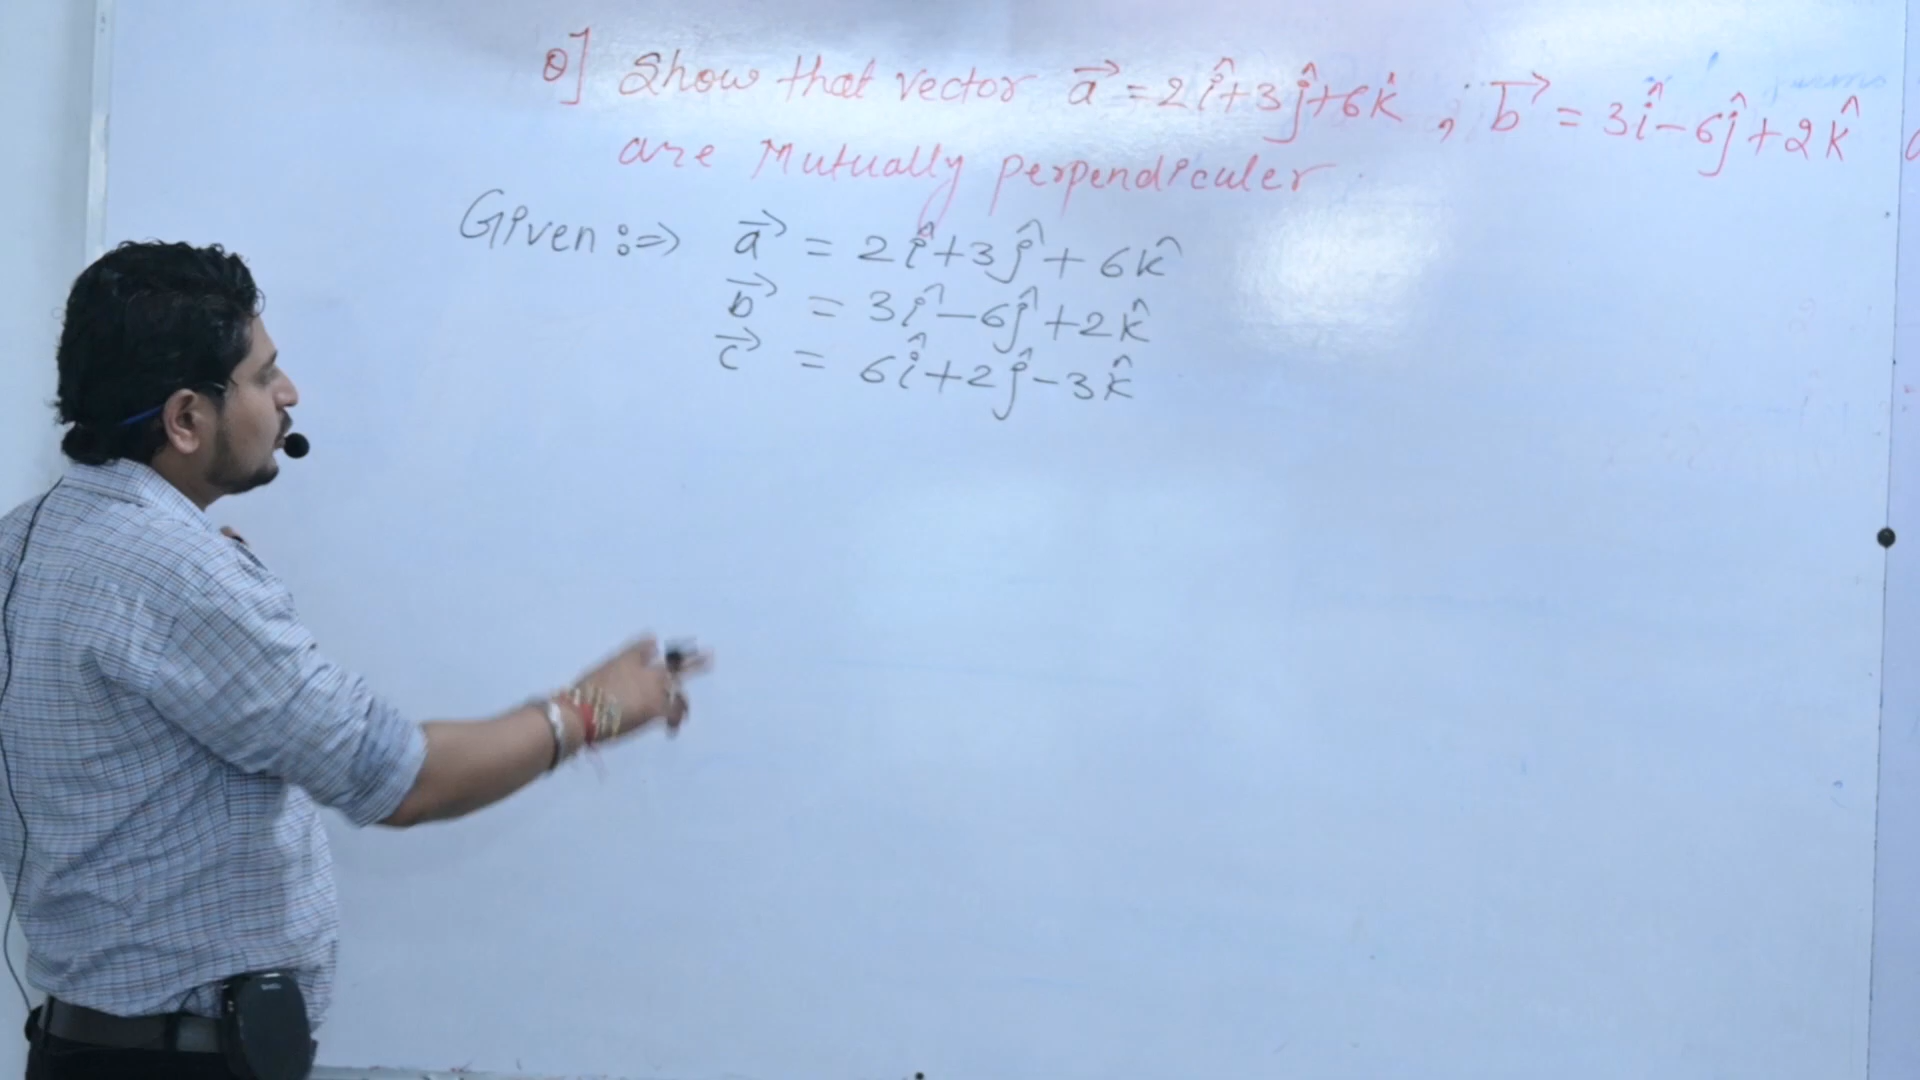 Q] Show that vector a⃗ = 2î+3ĵ+6k̂ , b⃗ = 3î-6ĵ+2k̂
are Mutually perpendiculer
Given :⇒ a⃗ = 2î+3ĵ+6k̂
b⃗ = 3î-6ĵ+2k̂
c⃗ = 6î+2ĵ-3k̂